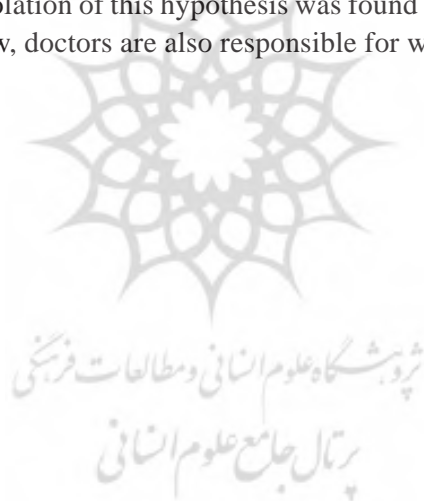 olation of this hypothesis was found
w, doctors are also responsible for w
پژوهشگاه علوم انسانی و مطالعات فرهنگی
پرتال جامع علوم انسانی